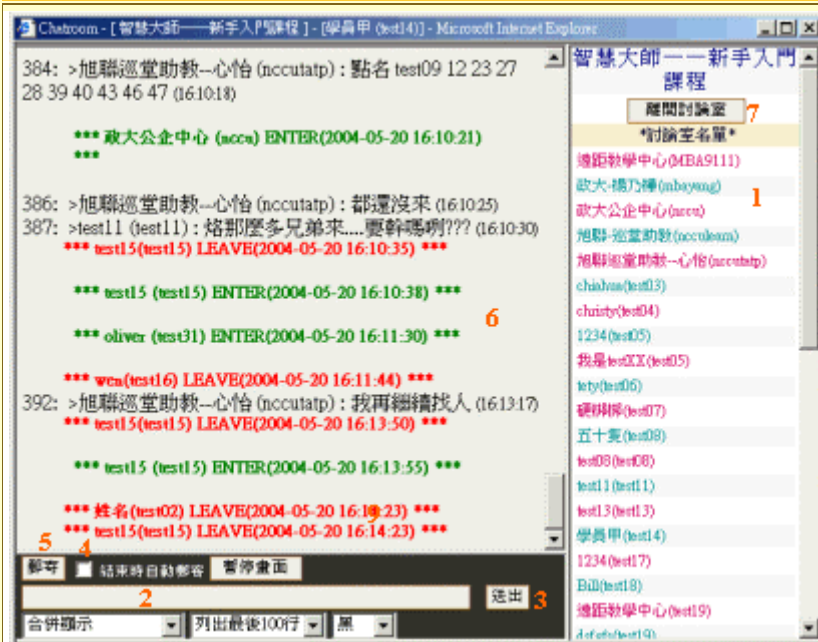 Chatroom - [ 智慧大師——新手入門課程 ] - [學員甲 (test14)] - Microsoft Internet Explorer
384: >旭聯巡堂助教--心怡 (nccutatp) : 點名 test09 12 23 27
28 39 40 43 46 47 (16:10:18)
*** 政大公企中心 (nccu) ENTER(2004-05-20 16:10:21)
***
386: >旭聯巡堂助教--心怡 (nccutatp) : 都還沒來 (16:10:25)
387: >test11 (test11) : 烙那麼多兄弟來....要幹嗎咧??? (16:10:30)
*** test15(test15) LEAVE(2004-05-20 16:10:35) ***
*** test15 (test15) ENTER(2004-05-20 16:10:38) ***
*** oliver (test31) ENTER(2004-05-20 16:11:30) ***
6
*** wen(test16) LEAVE(2004-05-20 16:11:44) ***
392: >旭聯巡堂助教--心怡 (nccutatp) : 我再繼續找人 (16:13:17)
*** test15(test15) LEAVE(2004-05-20 16:13:50) ***
*** test15 (test15) ENTER(2004-05-20 16:13:55) ***
*** 姓名(test02) LEAVE(2004-05-20 16:14:23) ***
*** test15(test15) LEAVE(2004-05-20 16:14:23) ***
5
4
郵寄
結束時自動郵寄
暫停畫面
2
送出
3
合併顯示
列出最後100行
黑
智慧大師——新手入門
課程
離開討論室
7
*討論室名單*
遠距教學中心(MBA9111)
政大-楊乃樺(mbayang)
1
政大公企中心(nccu)
旭聯-巡堂助教(nccuteam)
旭聯巡堂助教--心怡(nccutatp)
christy(test04)
1234(test05)
我是testXX(test05)
tety(test06)
五十隻(test08)
test08(test08)
test11(test11)
test13(test13)
學員甲(test14)
1234(test17)
Bill(test18)
遠距教學中心(test19)